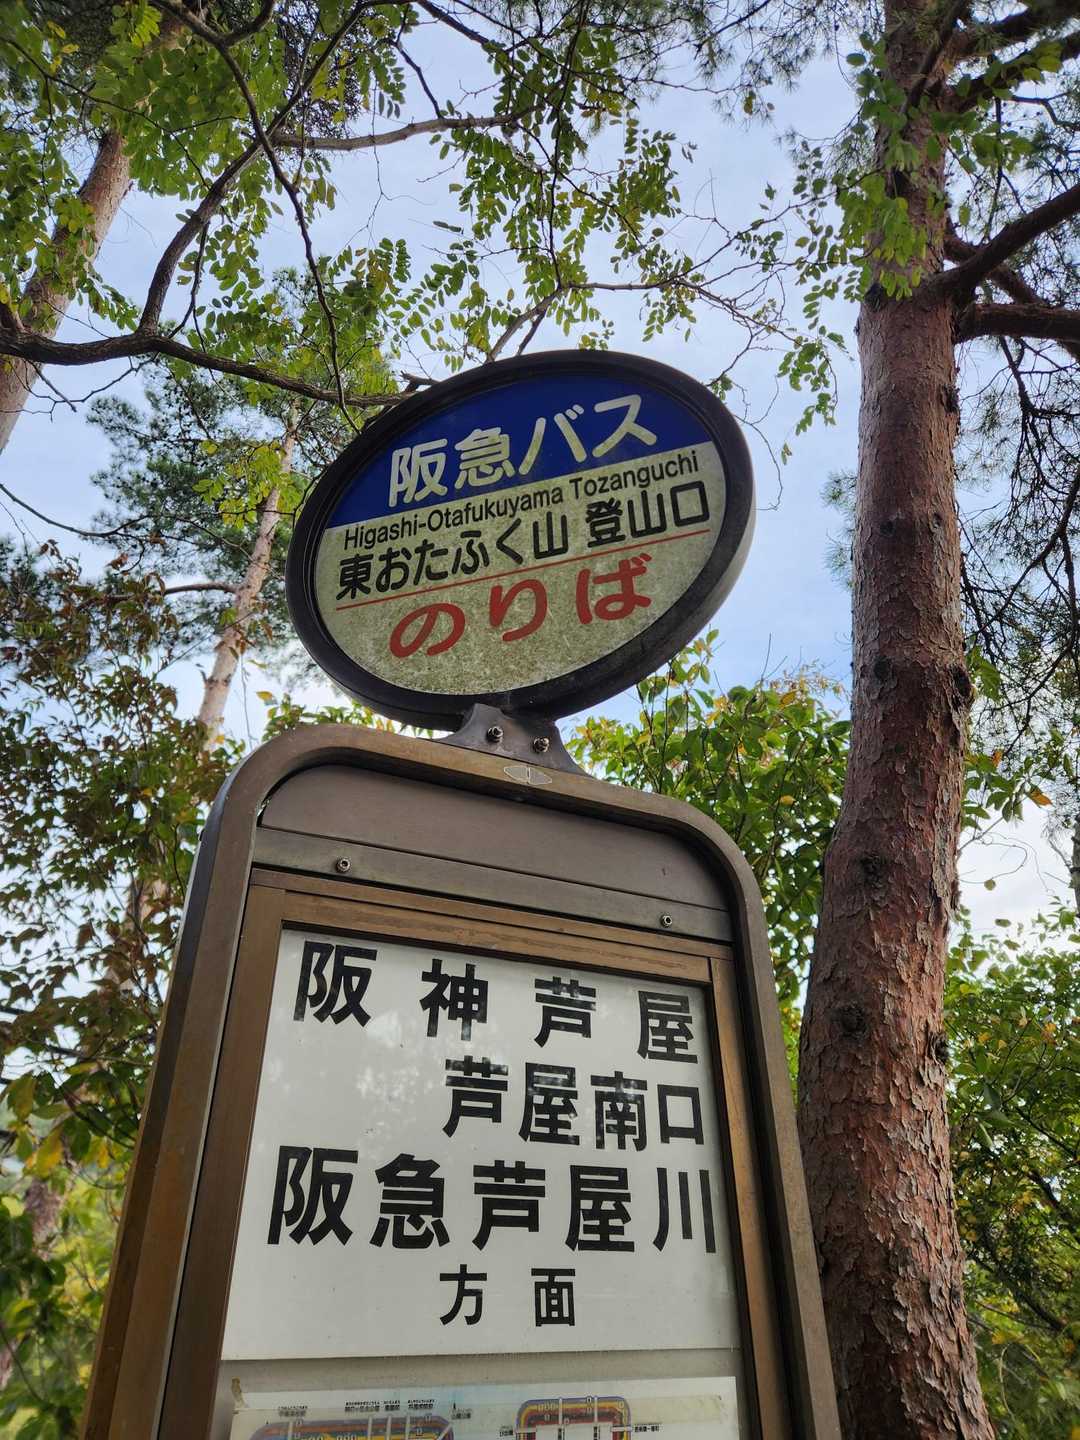 阪急バス
Higashi-Otafukuyama Tozanguchi
東おたふく山 登山口
のりば
阪神芦屋
芦屋南口
阪急芦屋川
方面